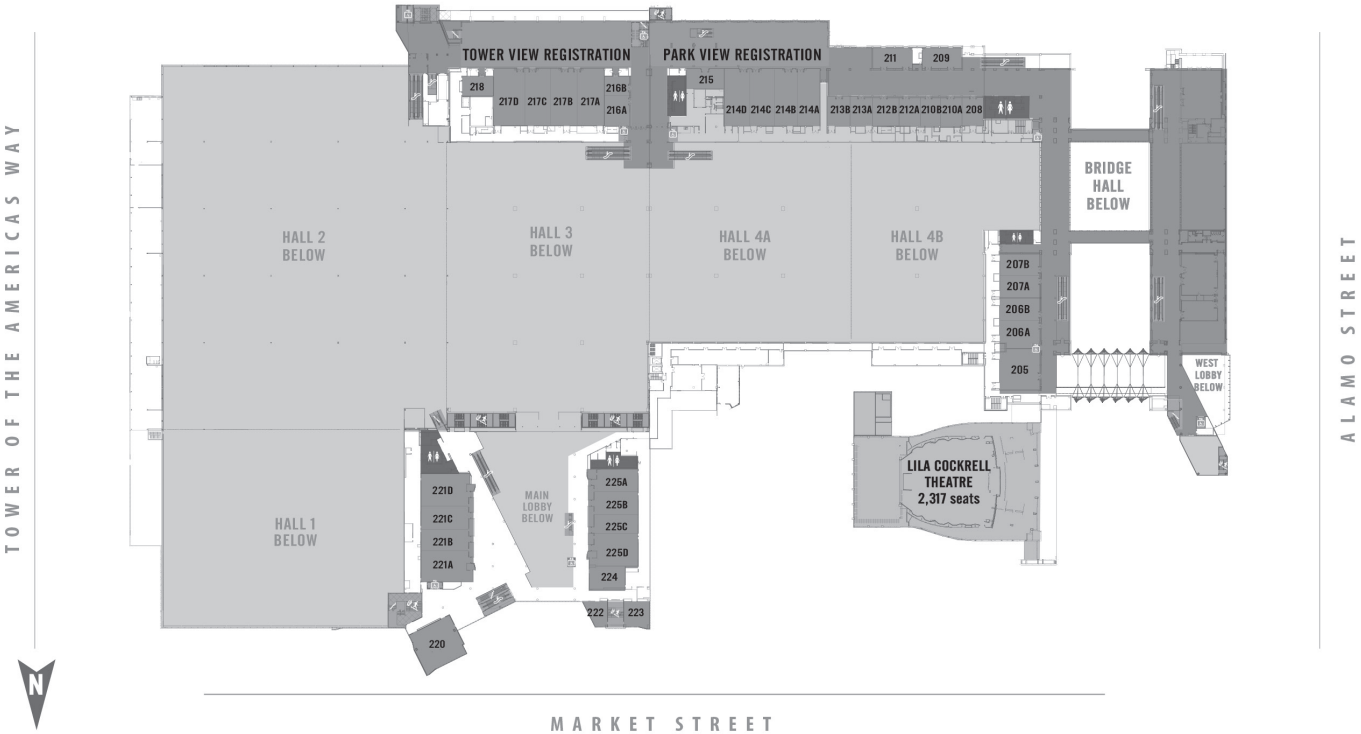 TOWER VIEW REGISTRATION
PARK VIEW REGISTRATION
211
209
218
217D
217C
217B
217A
216B
216A
215
214D
214C
214B
214A
213B
213A
212B
212A
210B
210A
208
BRIDGE
HALL
BELOW
HALL 2
BELOW
HALL 3
BELOW
HALL 4A
BELOW
HALL 4B
BELOW
207B
207A
206B
206A
205
WEST
LOBBY
BELOW
LILA COCKRELL
THEATRE
2,317 seats
HALL 1
BELOW
221D
221C
221B
221A
MAIN
LOBBY
BELOW
225A
225B
225C
225D
224
222
223
220
TOWER OF THE AMERICAS WAY
ALAMO STREET
N
MARKET STREET